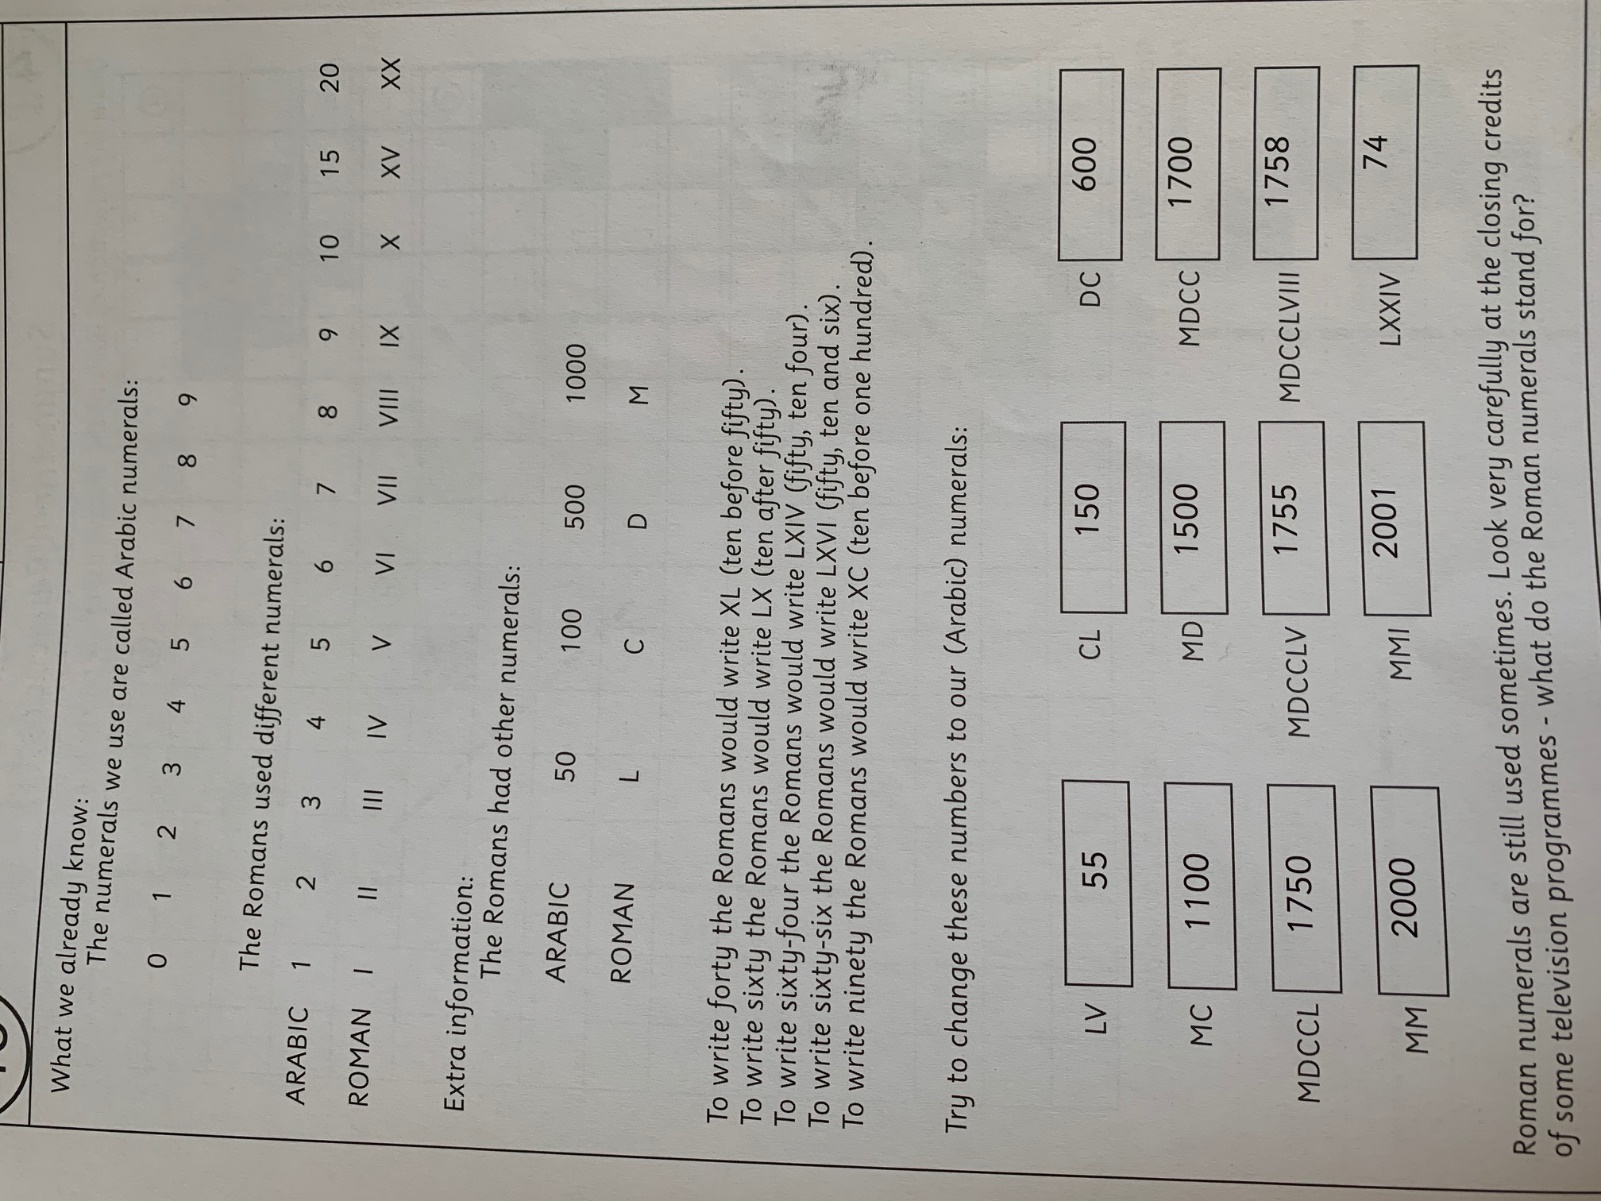 What we already know:
The numerals we use are called Arabic numerals:
0 1 2 3 4 5 6 7 8 9
The Romans used different numerals:
ARABIC 1 2 3 4 5 6 7 8 9 10 15 20
ROMAN I II III IV V VI VII VIII IX X XV XX
Extra information:
The Romans had other numerals:
ARABIC 50 100 500 1000
ROMAN L C D M
To write forty the Romans would write XL (ten before fifty).
To write sixty the Romans would write LX (ten after fifty).
To write sixty-four the Romans would write LXIV (fifty, ten four).
To write sixty-six the Romans would write LXVI (fifty, ten and six).
To write ninety the Romans would write XC (ten before one hundred).
Try to change these numbers to our (Arabic) numerals:
LV 55 CL 150 DC 600
MC 1100 MD 1500 MDCC 1700
MDCCL 1750 MDCCLV 1755 MDCCLVIII 1758
MM 2000 MMI 2001 LXXIV 74
Roman numerals are still used sometimes. Look very carefully at the closing credits
of some television programmes - what do the Roman numerals stand for?